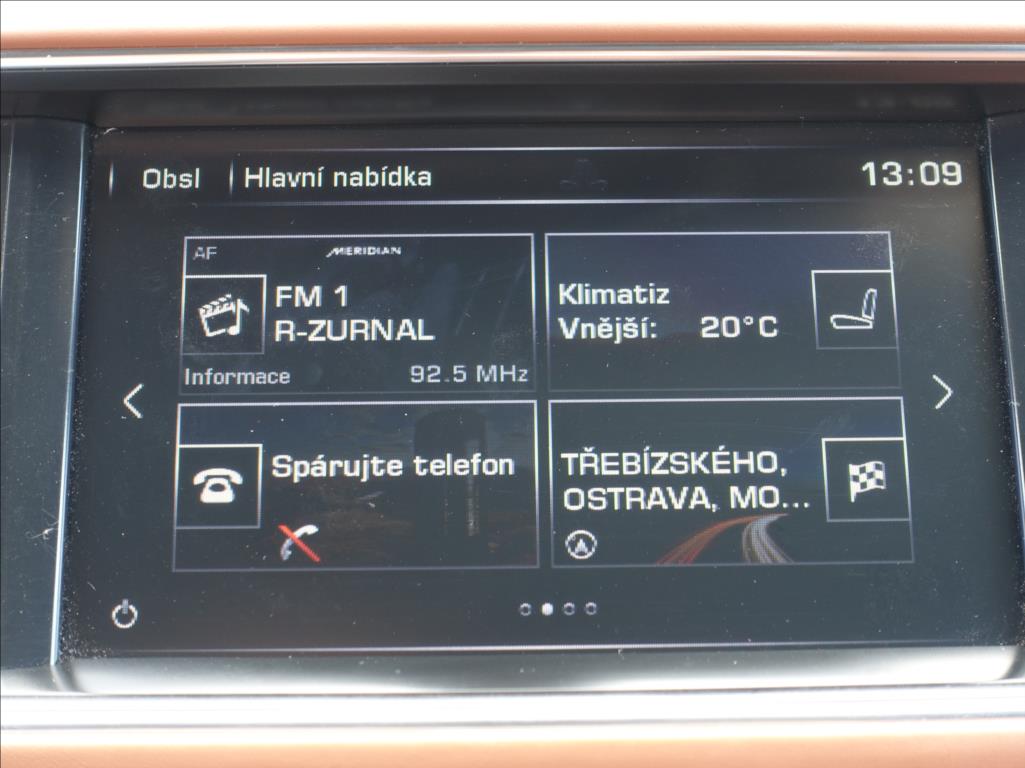 Obsl
Hlavní nabídka
13:09
AF
MERIDIAN
FM 1
R-ZURNAL
Informace
92.5 MHz
Klimatiz
Vnější: 20°C
Spárujte telefon
TŘEBÍZSKÉHO,
OSTRAVA, MO...